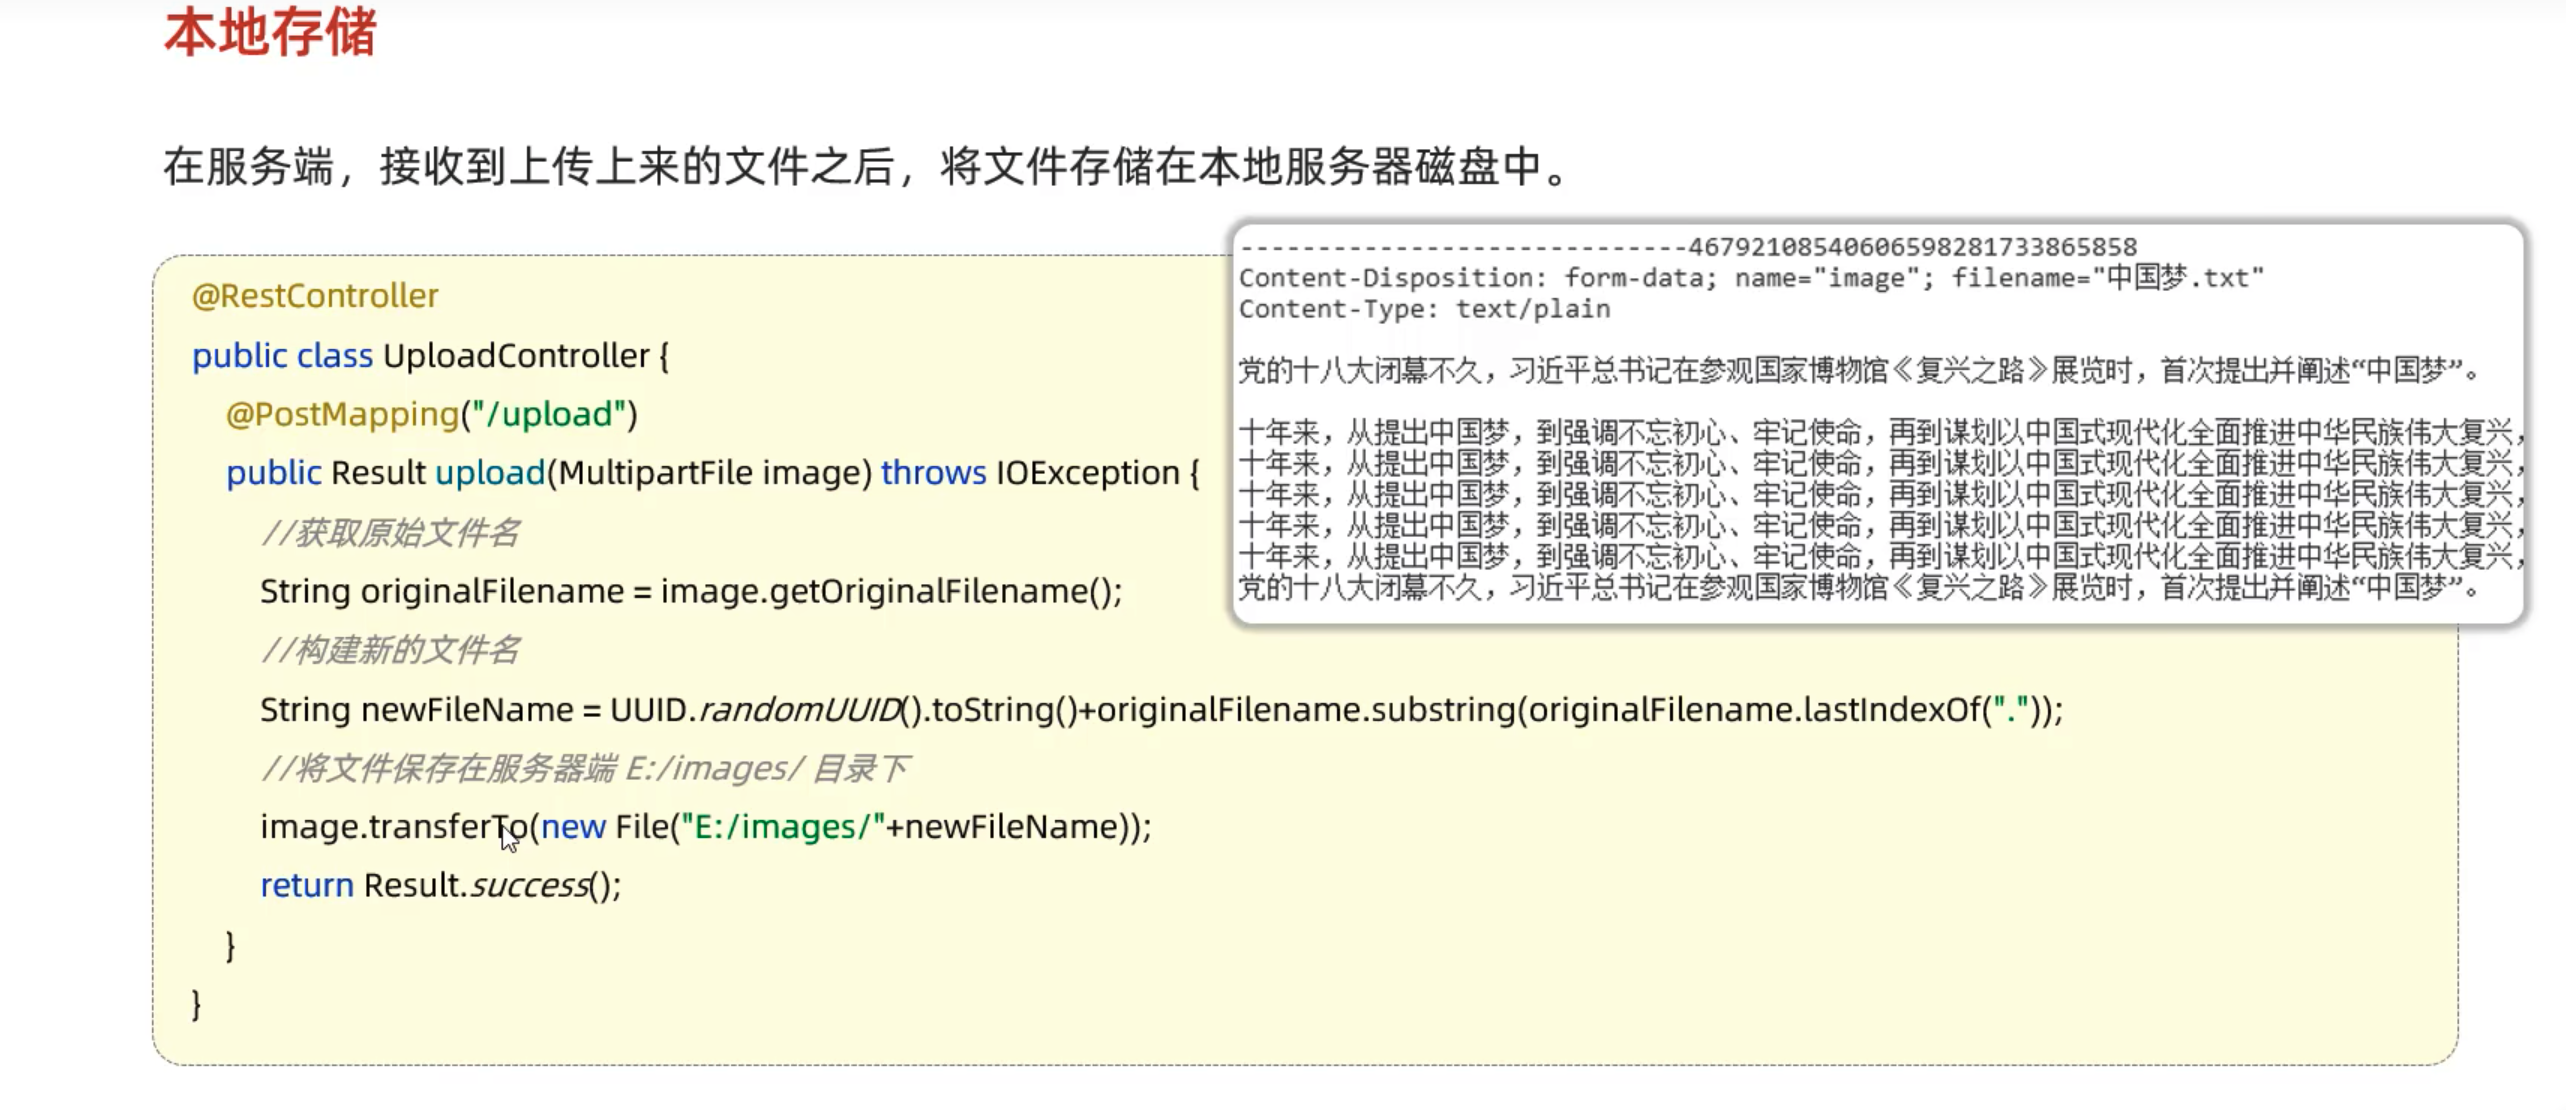 本地存储
在服务端，接收到上传上来的文件之后，将文件存储在本地服务器磁盘中。
@RestController
public class UploadController {
@PostMapping("/upload")
public Result upload(MultipartFile image) throws IOException {
//获取原始文件名
String originalFilename = image.getOriginalFilename();
//构建新的文件名
String newFileName = UUID.randomUUID().toString()+originalFilename.substring(originalFilename.lastIndexOf("."));
//将文件保存在服务器端 E:/images/ 目录下
image.transferTo(new File("E:/images/"+newFileName));
return Result.success();
}
}
-----------------------------46792108540606598281733865858
Content-Disposition: form-data; name="image"; filename="中国梦.txt"
Content-Type: text/plain
党的十八大闭幕不久，习近平总书记在参观国家博物馆《复兴之路》展览时，首次提出并阐述“中国梦”。
十年来，从提出中国梦，到强调不忘初心、牢记使命，再到谋划以中国式现代化全面推进中华民族伟大复兴，
十年来，从提出中国梦，到强调不忘初心、牢记使命，再到谋划以中国式现代化全面推进中华民族伟大复兴，
十年来，从提出中国梦，到强调不忘初心、牢记使命，再到谋划以中国式现代化全面推进中华民族伟大复兴，
十年来，从提出中国梦，到强调不忘初心、牢记使命，再到谋划以中国式现代化全面推进中华民族伟大复兴，
十年来，从提出中国梦，到强调不忘初心、牢记使命，再到谋划以中国式现代化全面推进中华民族伟大复兴，
党的十八大闭幕不久，习近平总书记在参观国家博物馆《复兴之路》展览时，首次提出并阐述“中国梦”。